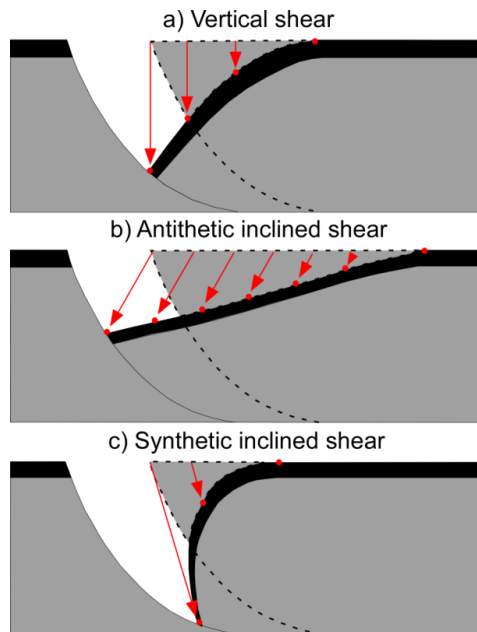 a) Vertical shear
b) Antithetic inclined shear
c) Synthetic inclined shear